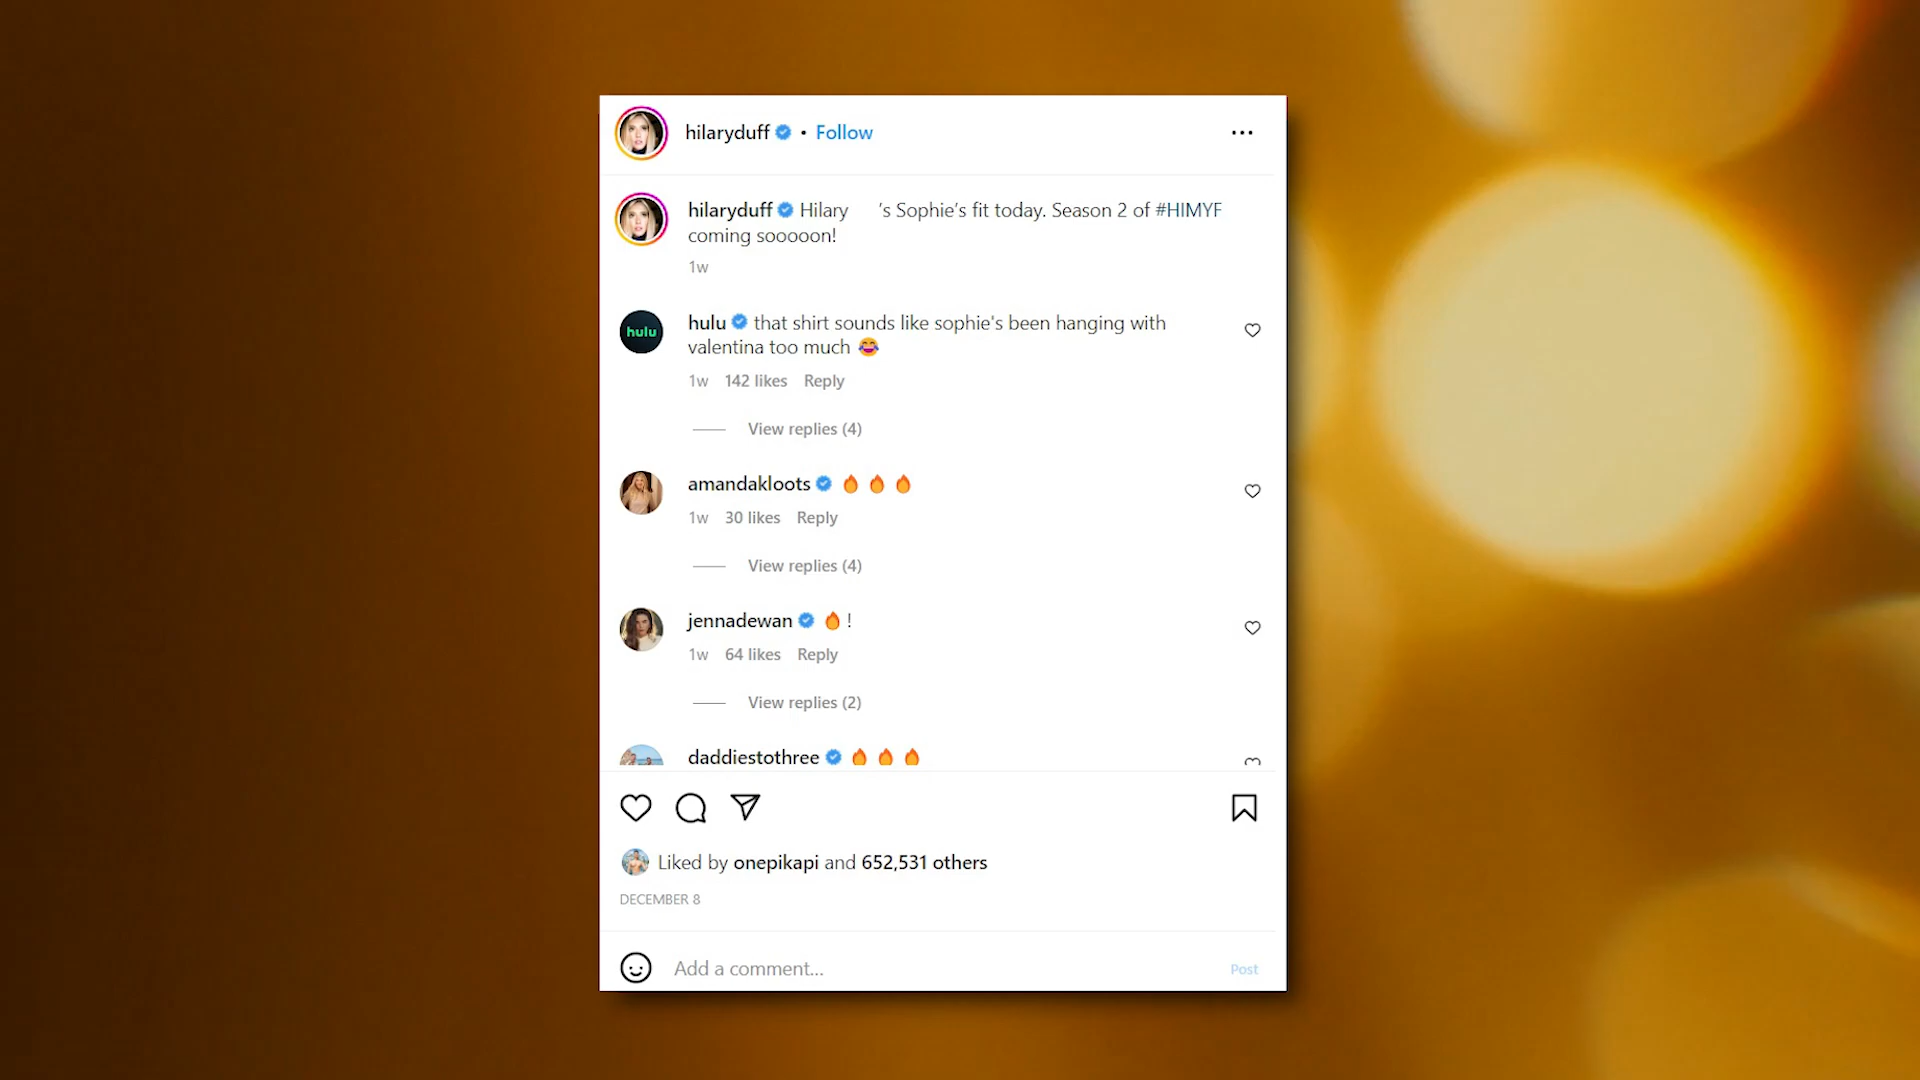 hilaryduff • Follow
hilaryduff Hilary 's Sophie's fit today. Season 2 of #HIMYF
coming sooooon!
1w
hulu
hulu that shirt sounds like sophie's been hanging with
valentina too much 😂
1w 142 likes Reply
View replies (4)
amandakloots 🔥 🔥 🔥
1w 30 likes Reply
View replies (4)
jennadewan 🔥 !
1w 64 likes Reply
View replies (2)
daddiestothree 🔥 🔥 🔥
Liked by onepikapi and 652,531 others
DECEMBER 8
Add a comment...
Post